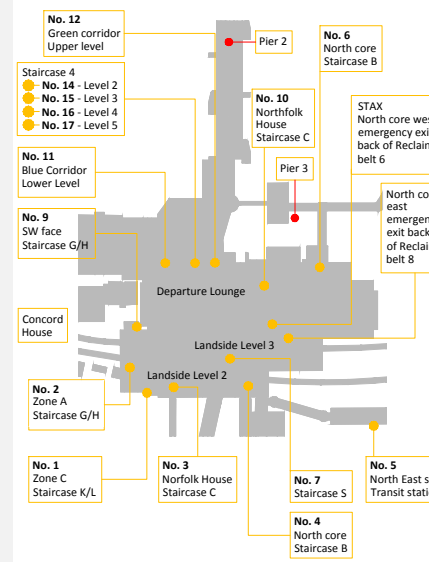 No. 12
Green corridor
Upper level
Pier 2
No. 6
North core
Staircase B
Staircase 4
No. 14 - Level 2
No. 15 - Level 3
No. 16 - Level 4
No. 17 - Level 5
No. 10
Northfolk
House
Staircase C
STAX
North core wes
emergency exi
back of Reclain
belt 6
No. 11
Blue Corridor
Lower Level
Pier 3
North co
east
emergen
exit back
of Reclai
belt 8
No. 9
SW face
Staircase G/H
Departure Lounge
Concord
House
Landside Level 3
Landside Level 2
No. 2
Zone A
Staircase G/H
No. 1
Zone C
Staircase K/L
No. 3
Norfolk House
Staircase C
No. 7
Staircase S
No. 5
North East s
Transit stati
No. 4
North core
Staircase B